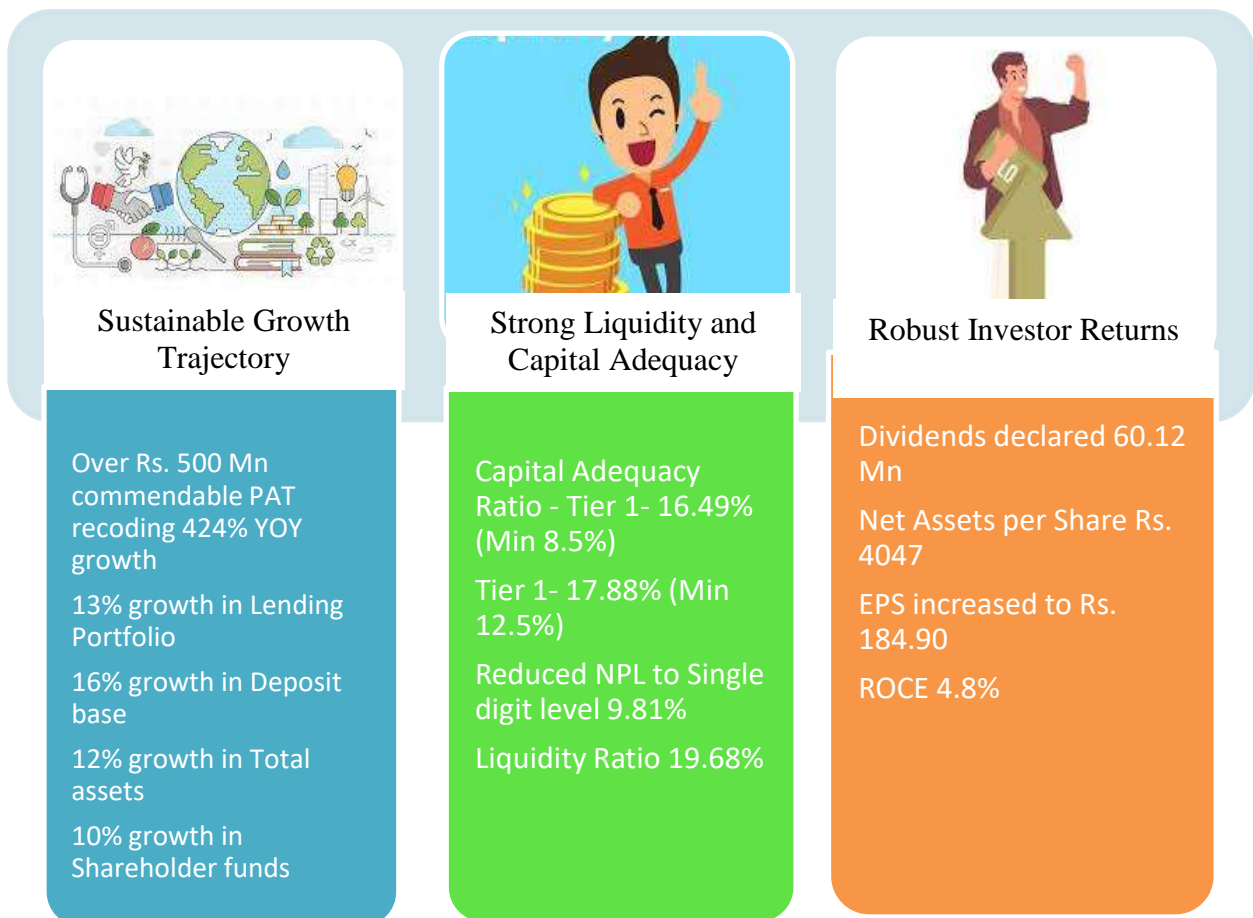 Sustainable Growth
Trajectory
Over Rs. 500 Mn
commendable PAT
recoding 424% YOY
growth
13% growth in Lending
Portfolio
16% growth in Deposit
base
12% growth in Total
assets
10% growth in
Shareholder funds
Strong Liquidity and
Capital Adequacy
Capital Adequacy
Ratio - Tier 1- 16.49%
(Min 8.5%)
Tier 1- 17.88% (Min
12.5%)
Reduced NPL to Single
digit level 9.81%
Liquidity Ratio 19.68%
Robust Investor Returns
Dividends declared 60.12
Mn
Net Assets per Share Rs.
4047
EPS increased to Rs.
184.90
ROCE 4.8%